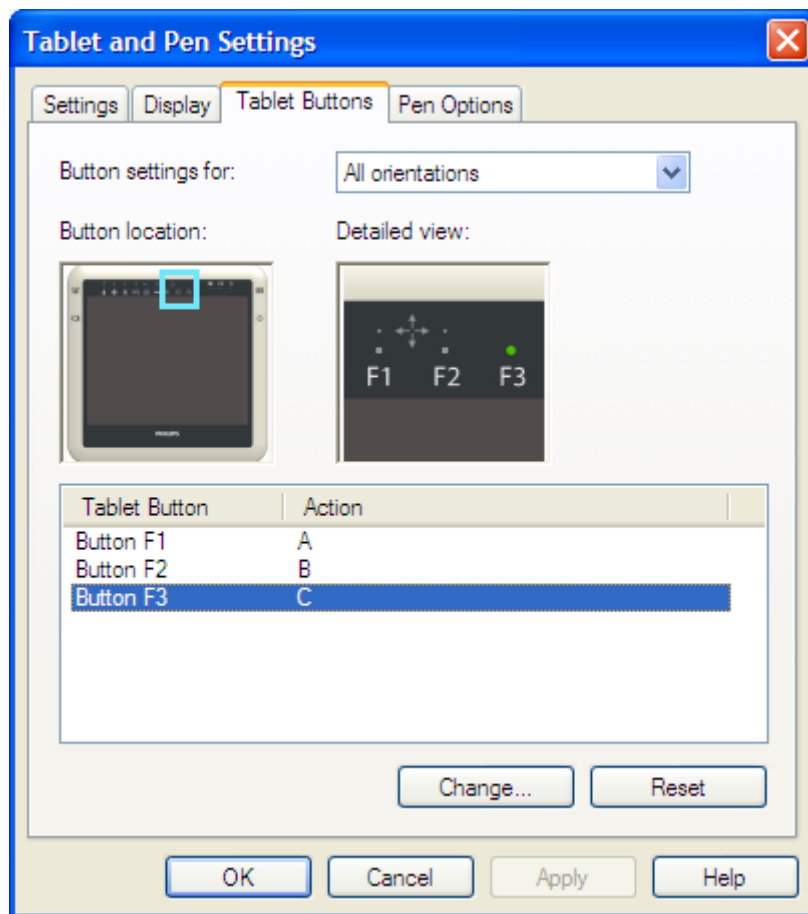 Tablet and Pen Settings
Settings Display Tablet Buttons Pen Options
Button settings for: All orientations
Button location: Detailed view:
F1 F2 F3
PHILIPS
Tablet Button Action
Button F1 A
Button F2 B
Button F3 C
Change... Reset
OK Cancel Apply Help